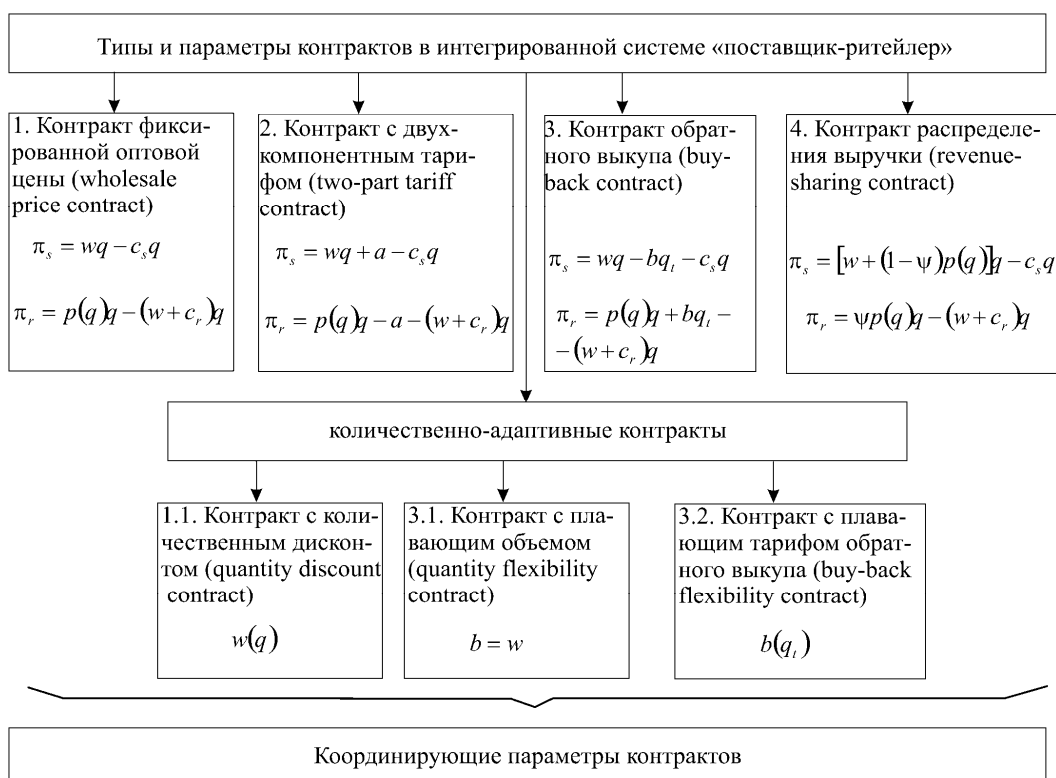 Типы и параметры контрактов в интегрированной системе «поставщик-ритейлер»
1. Контракт фикси-
рованной оптовой
цены (wholesale
price contract)
π_s = wq − c_s q
π_r = p(q)q − (w + c_r)q
2. Контракт с двух-
компонентным тари-
фом (two-part tariff
contract)
π_s = wq + a − c_s q
π_r = p(q)q − a − (w + c_r)q
3. Контракт обрат-
ного выкупа (buy-
back contract)
π_s = wq − bq_t − c_s q
π_r = p(q)q + bq_t −
− (w + c_r)q
4. Контракт распределе-
ления выручки (revenue-
sharing contract)
π_s = [w + (1 − ψ)p(q)]q − c_s q
π_r = ψp(q)q − (w + c_r)q
количественно-адаптивные контракты
1.1. Контракт с коли-
чественным дискон-
том (quantity discount
contract)
w(q)
3.1. Контракт с пла-
вающим объемом
(quantity flexibility
contract)
b = w
3.2. Контракт с плава-
ющим тарифом обрат-
ного выкупа (buy-back
flexibility contract)
b(q_t)
Координирующие параметры контрактов